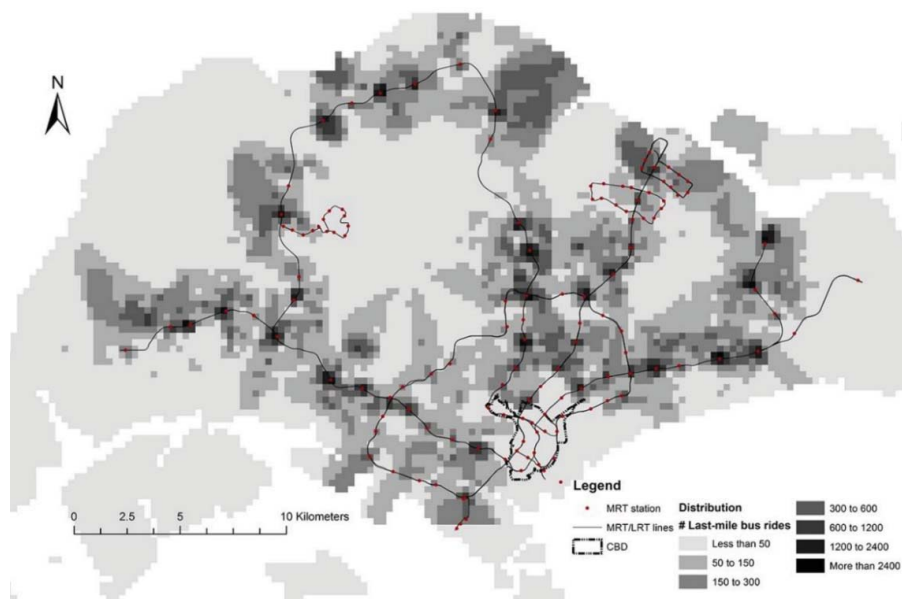 N
0 2.5 5 10 Kilometers
Legend
MRT station
MRT/LRT lines
CBD
Distribution
# Last-mile bus rides
Less than 50
50 to 150
150 to 300
300 to 600
600 to 1200
1200 to 2400
More than 2400